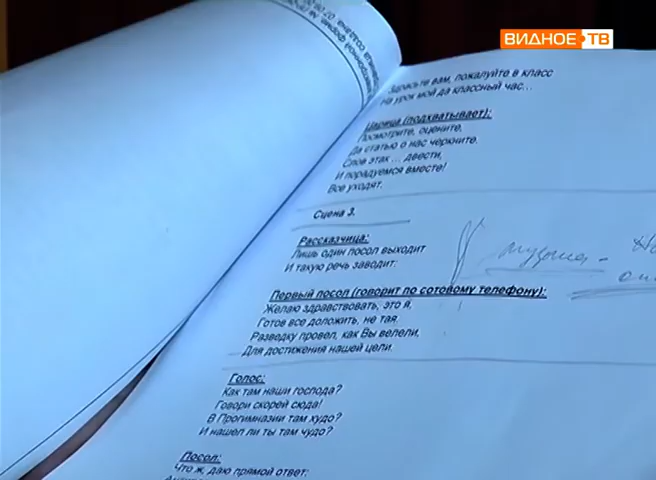 ВИДНОЕ ТВ
Здрасьте вам, пожалуйте в класс
На урок мой да классный час...
Царица (подхватывает):
Посмотрите, оцените,
Да статью о нас черкните.
Слов этак ... двести,
И порадуемся вместе!
Все уходят.
Сцена 3.
Рассказчица:
Лишь один посол выходит
И такую речь заводит:
музыка -
Первый посол (говорит по сотовому телефону):
Желаю здравствовать, это я,
Готов все доложить, не тая.
Разведку провел, как Вы велели,
Для достижения нашей цели.
Голос:
Как там наши господа?
Говори скорей сюда!
В Прогимназии там худо?
И нашел ли ты там чудо?
Посол:
Что ж, даю прямой ответ: